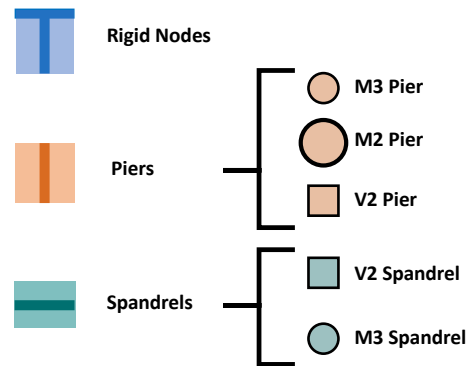 Rigid Nodes
M3 Pier
M2 Pier
Piers
V2 Pier
V2 Spandrel
Spandrels
M3 Spandrel